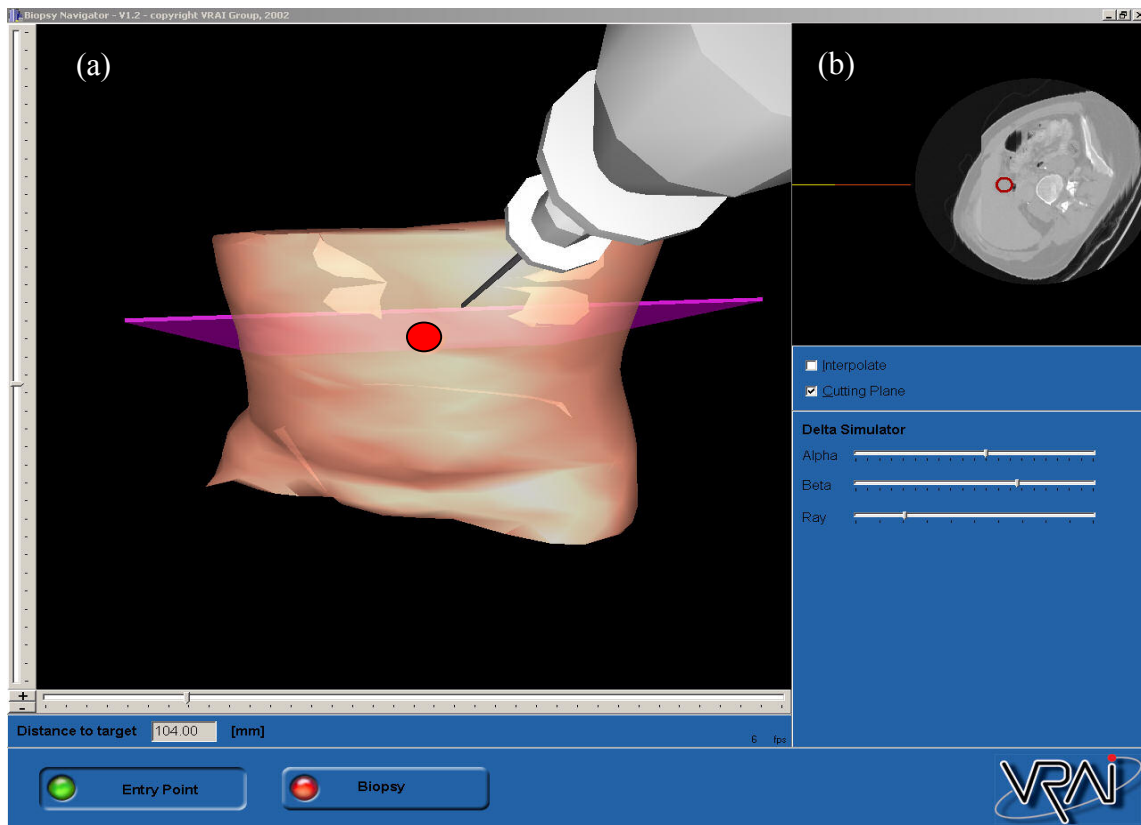 Biopsy Navigator - V1.2 - copyright VRAI Group, 2002
(a)
(b)
Interpolate
Cutting Plane
Delta Simulator
Alpha
Beta
Ray
+
-
Distance to target 104.00 [mm]
6 fps
Entry Point
Biopsy
VRAi